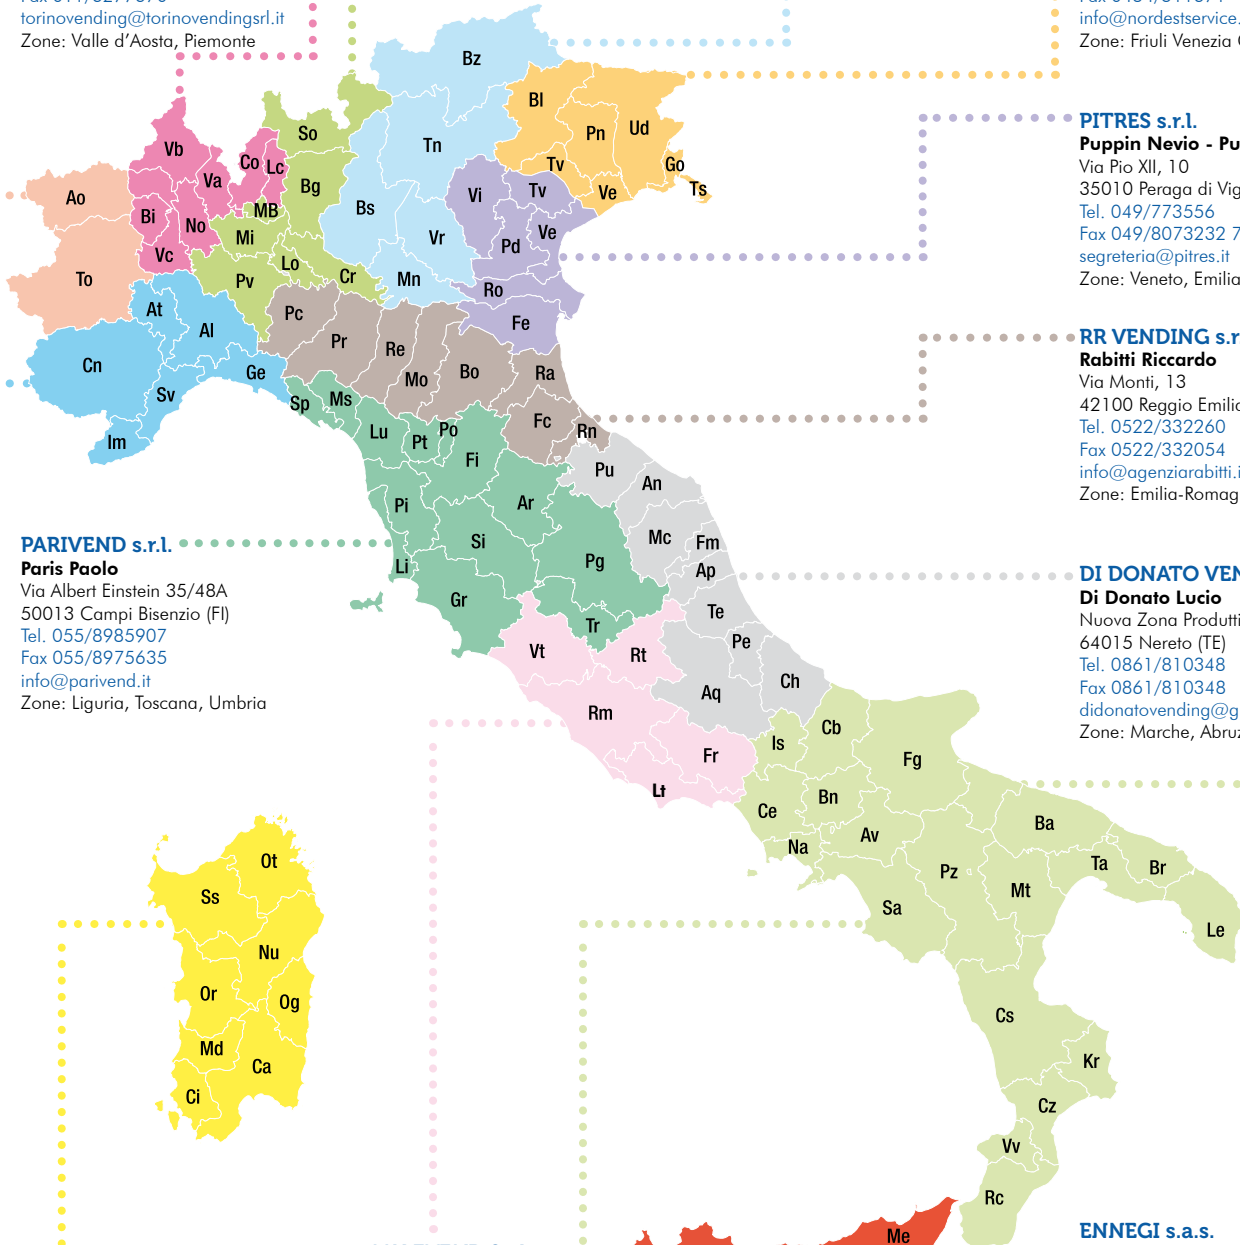 torinovending@torinovendingsrl.it
Zone: Valle d'Aosta, Piemonte
info@nordestservice.
Zone: Friuli Venezia
PITRES s.r.l.
Puppin Nevio - Pu
Via Pio XII, 10
35010 Peraga di Vig
Tel. 049/773556
Fax 049/8073232 7
segreteria@pitres.it
Zone: Veneto, Emilia
RR VENDING s.r
Rabitti Riccardo
Via Monti, 13
42100 Reggio Emilia
Tel. 0522/332260
Fax 0522/332054
info@agenziarabitti.i
Zone: Emilia-Romag
PARIVEND s.r.l.
Paris Paolo
Via Albert Einstein 35/48A
50013 Campi Bisenzio (FI)
Tel. 055/8985907
Fax 055/8975635
info@parivend.it
Zone: Liguria, Toscana, Umbria
DI DONATO VEN
Di Donato Lucio
Nuova Zona Produtti
64015 Nereto (TE)
Tel. 0861/810348
Fax 0861/810348
didonatovending@g
Zone: Marche, Abruz
ENNEGI s.a.s.
Bz
Bl
Tn
Pn
Ud
So
Vb
Co
Lc
Va
Tv
Go
Ts
Ao
Bg
Vi
Tv
Ve
Bi
No
MB
Bs
Ve
Mi
Vr
Pd
Vc
Lo
To
Pv
Cr
Mn
Ro
At
Pc
Al
Fe
Pr
Re
Cn
Ge
Mo
Bo
Ra
Sv
Sp
Ms
Im
Lu
Pt
Po
Fc
Rn
Fi
Pu
An
Pi
Ar
Mc
Fm
Si
Pg
Li
Ap
Gr
Te
Tr
Pe
Vt
Rt
Aq
Ch
Rm
Cb
Is
Fr
Fg
Lt
Bn
Ce
Ba
Av
Na
Ot
Ta
Br
Pz
Mt
Ss
Sa
Le
Nu
Or
Og
Cs
Md
Ca
Kr
Ci
Cz
Vv
Rc
Me